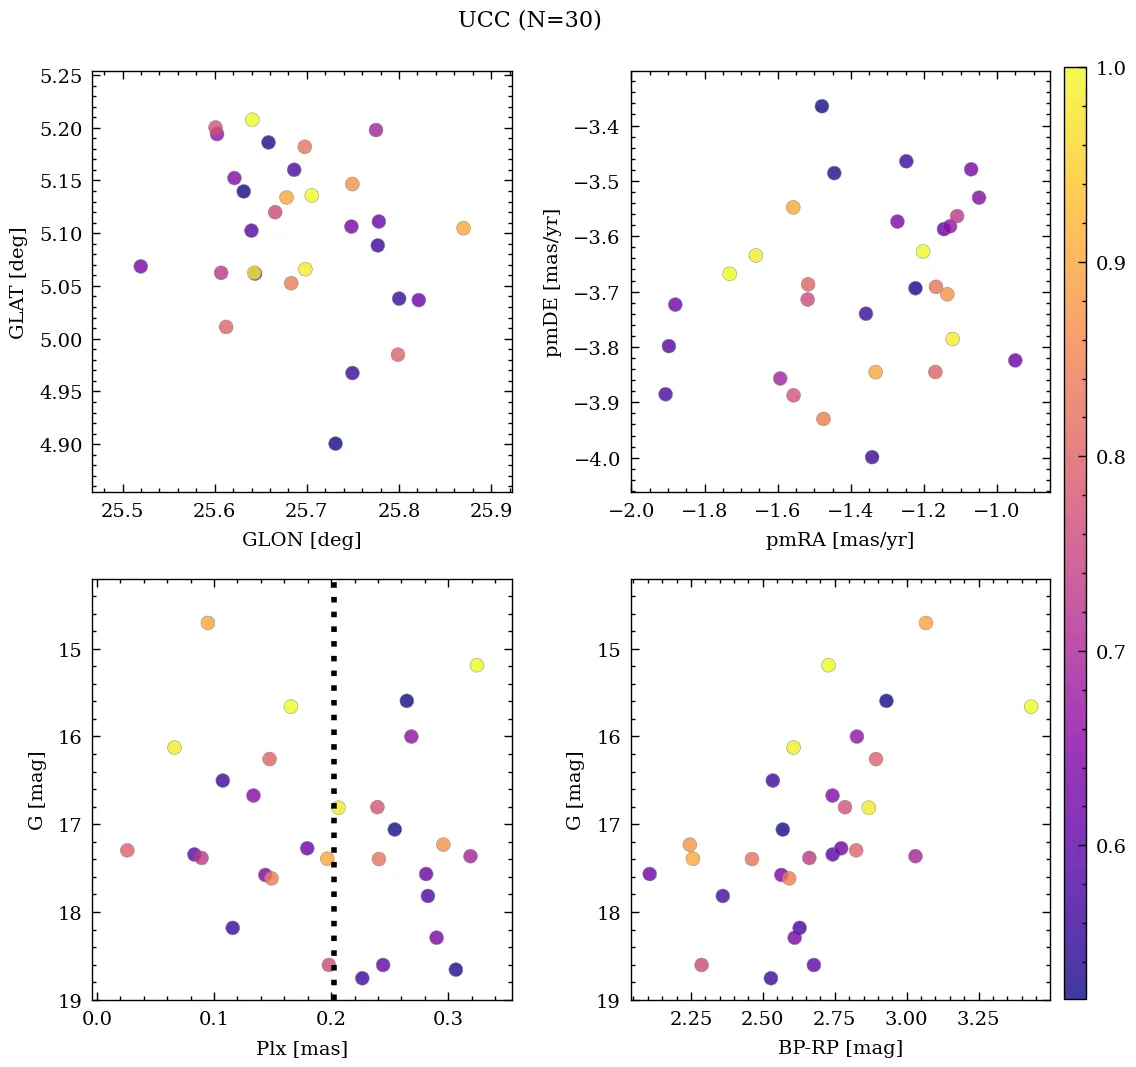 UCC (N=30)
5.25
5.20
5.15
5.10
5.05
5.00
4.95
4.90
GLAT [deg]
25.5 25.6 25.7 25.8 25.9
GLON [deg]
−3.4
−3.5
−3.6
−3.7
−3.8
−3.9
−4.0
pmDE [mas/yr]
−2.0 −1.8 −1.6 −1.4 −1.2 −1.0
pmRA [mas/yr]
1.0
0.9
0.8
0.7
0.6
15
16
17
18
19
G [mag]
0.0 0.1 0.2 0.3
Plx [mas]
15
16
17
18
19
G [mag]
2.25 2.50 2.75 3.00 3.25
BP-RP [mag]